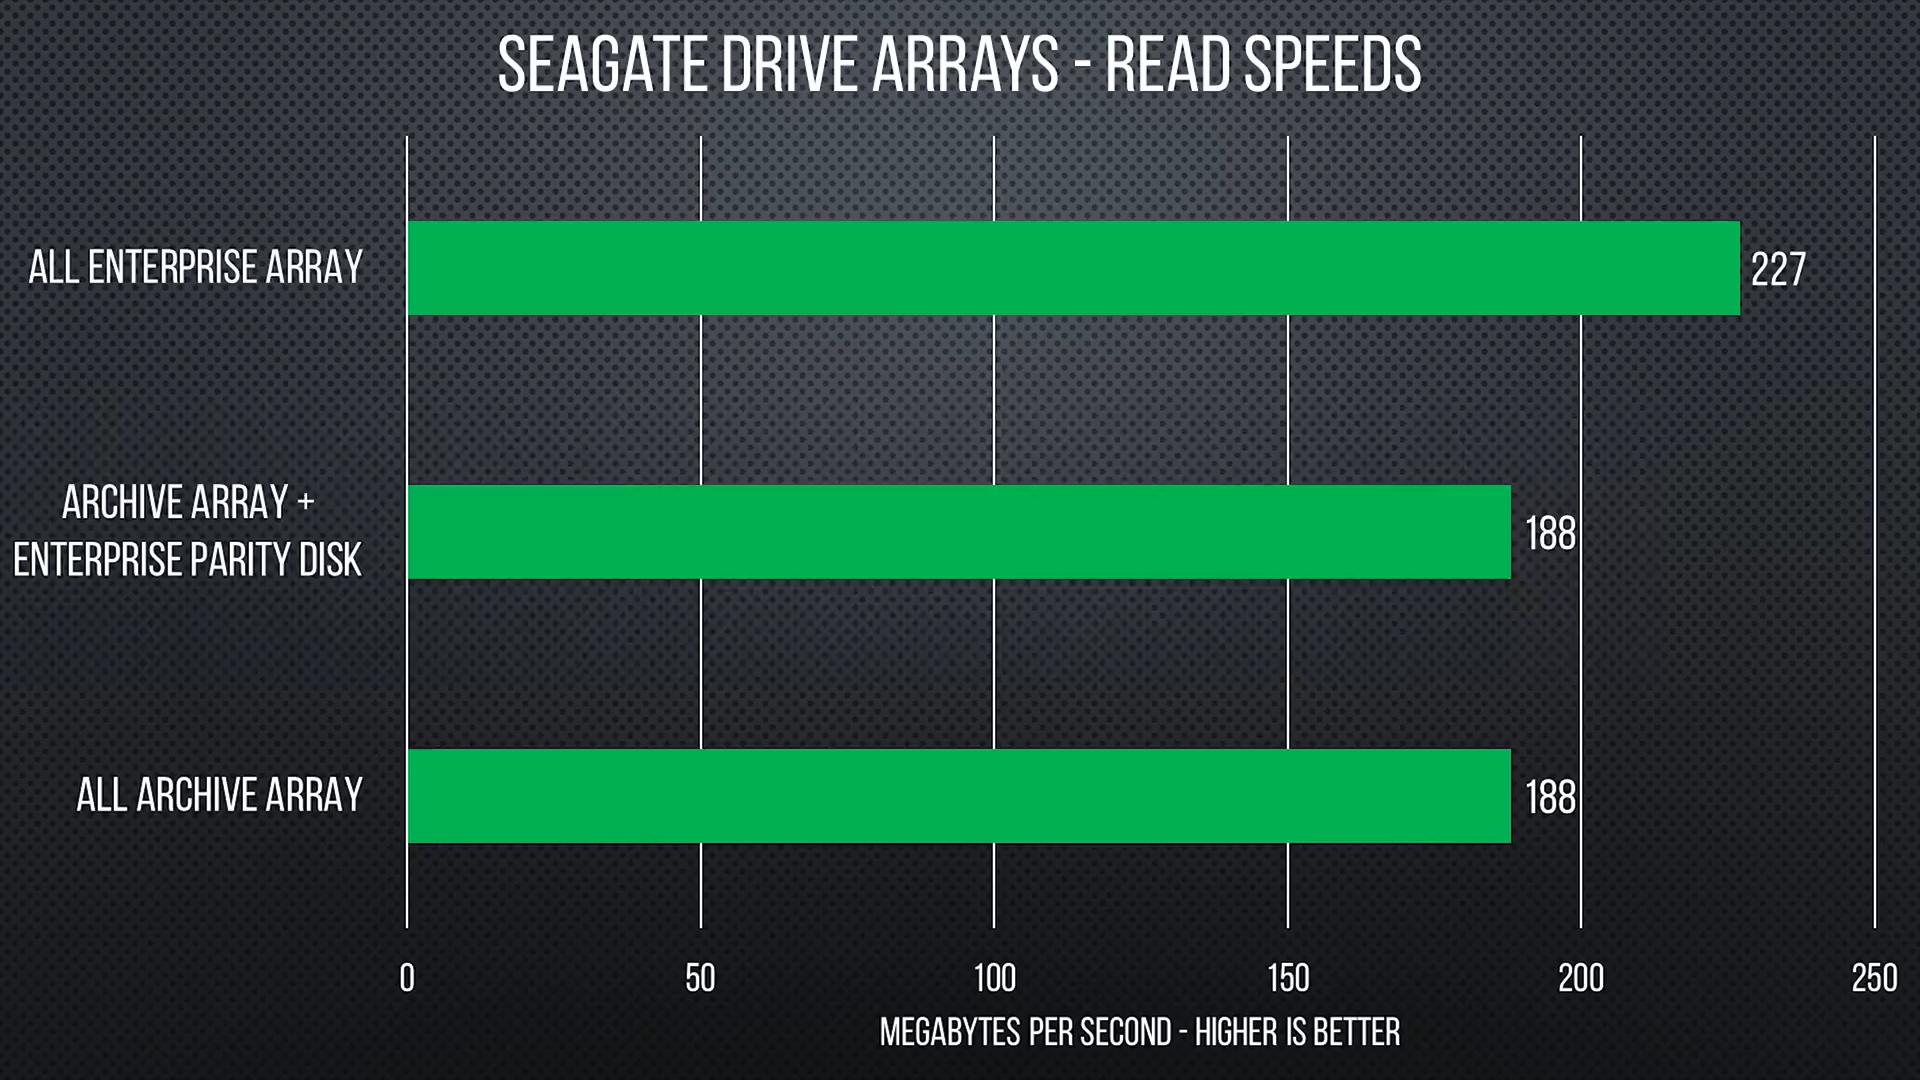 SEAGATE DRIVE ARRAYS - READ SPEEDS
ALL ENTERPRISE ARRAY
227
ARCHIVE ARRAY +
ENTERPRISE PARITY DISK
188
ALL ARCHIVE ARRAY
188
0 50 100 150 200 250
MEGABYTES PER SECOND - HIGHER IS BETTER